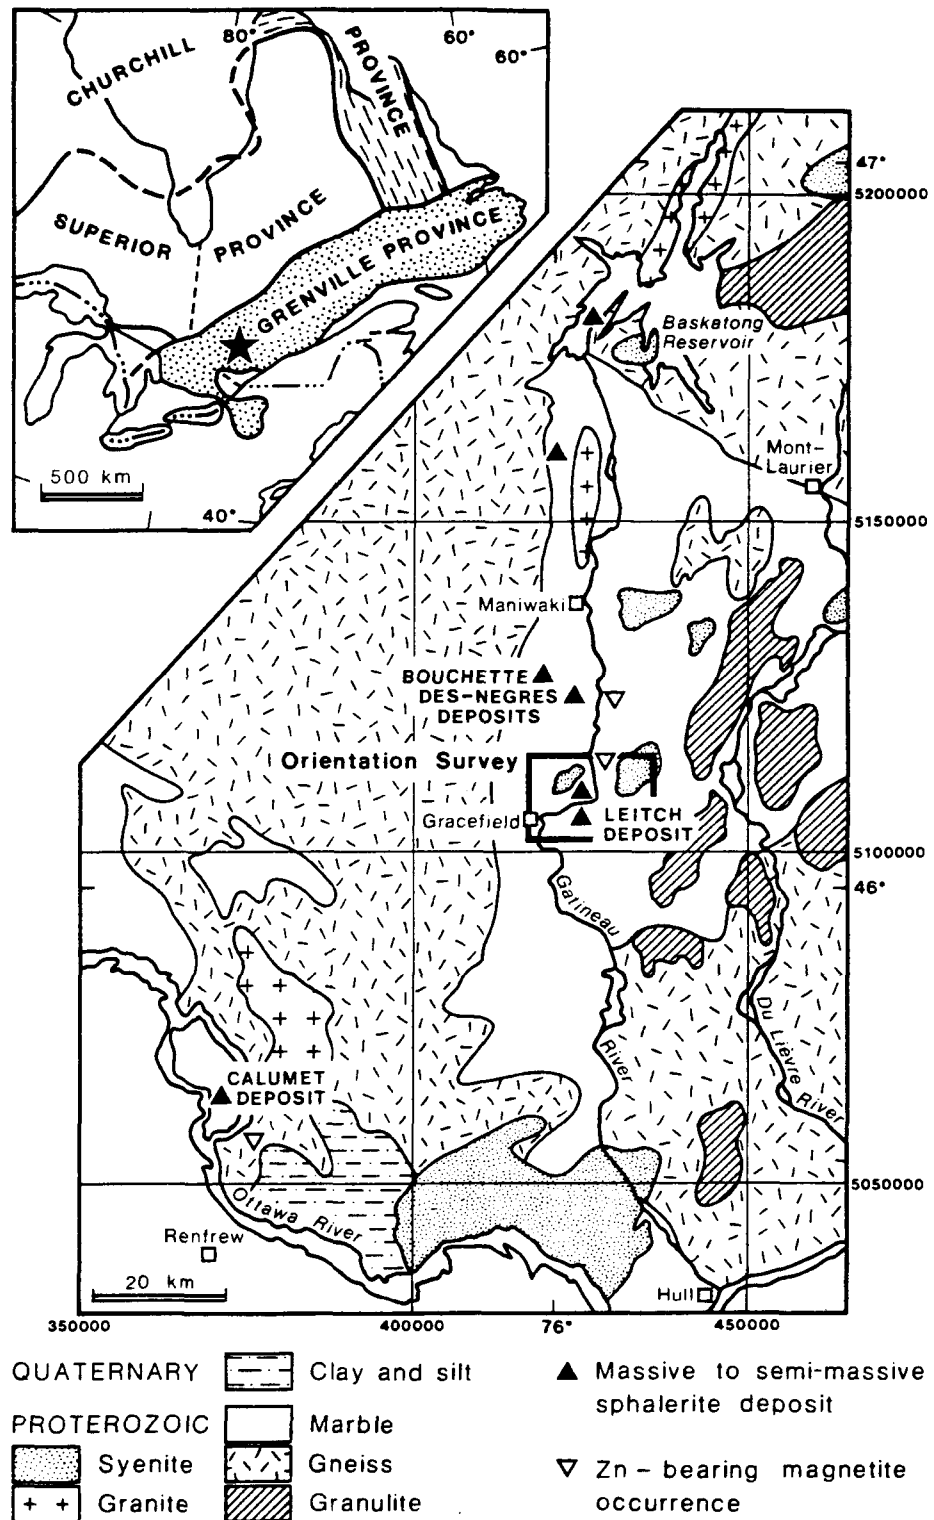 80°
60°
60°
CHURCHILL
PROVINCE
SUPERIOR PROVINCE
GRENVILLE PROVINCE
500 km
40°
47°
5200000
Baskatong
Reservoir
Mont-
Laurier
5150000
Maniwaki
BOUCHETTE
DES-NEGRES
DEPOSITS
Orientation Survey
Gracefield
LEITCH
DEPOSIT
5100000
46°
Gatineau
River
Du Lièvre
River
CALUMET
DEPOSIT
5050000
Ottawa River
Renfrew
20 km
Hull
350000
400000
76°
450000
QUATERNARY
Clay and silt
PROTEROZOIC
Marble
Syenite
Gneiss
Granite
Granulite
Massive to semi-massive
sphalerite deposit
Zn-bearing magnetite
occurrence